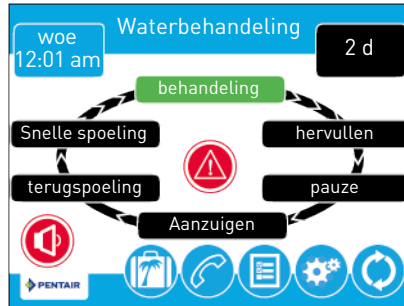 woe
12:01 am
Waterbehandeling
2 d
behandeling
Snelle spoeling
hervullen
terugspoeling
pauze
Aanzuigen
PENTAIR